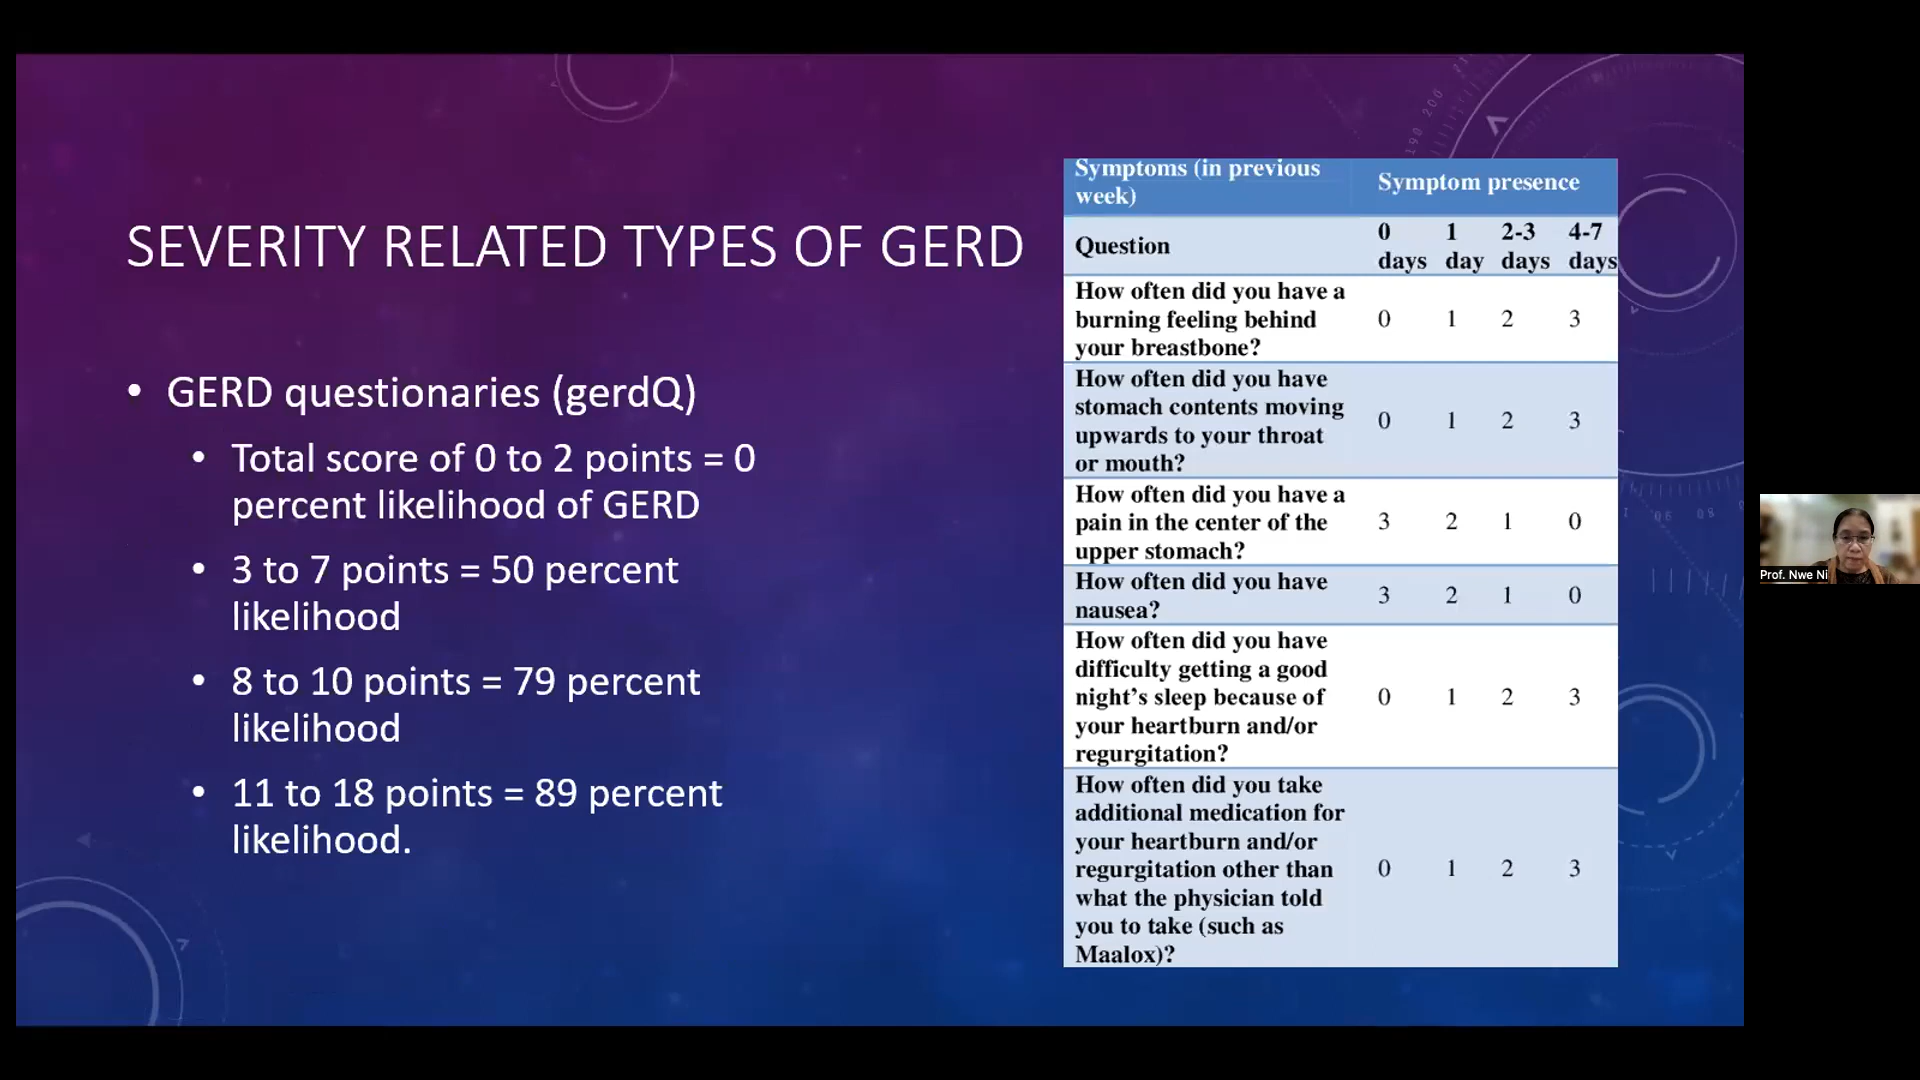 SEVERITY RELATED TYPES OF GERD
• GERD questionaries (gerdQ)
• Total score of 0 to 2 points = 0
percent likelihood of GERD
• 3 to 7 points = 50 percent
likelihood
• 8 to 10 points = 79 percent
likelihood
• 11 to 18 points = 89 percent
likelihood.
Symptoms (in previous
week)
Symptom presence
Question
0 1 2-3 4-7
days day days days
How often did you have a
burning feeling behind
your breastbone?
0 1 2 3
How often did you have
stomach contents moving
upwards to your throat
or mouth?
0 1 2 3
How often did you have a
pain in the center of the
upper stomach?
3 2 1 0
How often did you have
nausea?
3 2 1 0
How often did you have
difficulty getting a good
night’s sleep because of
your heartburn and/or
regurgitation?
0 1 2 3
How often did you take
additional medication for
your heartburn and/or
regurgitation other than
what the physician told
you to take (such as
Maalox)?
0 1 2 3
Prof. Nwe Ni